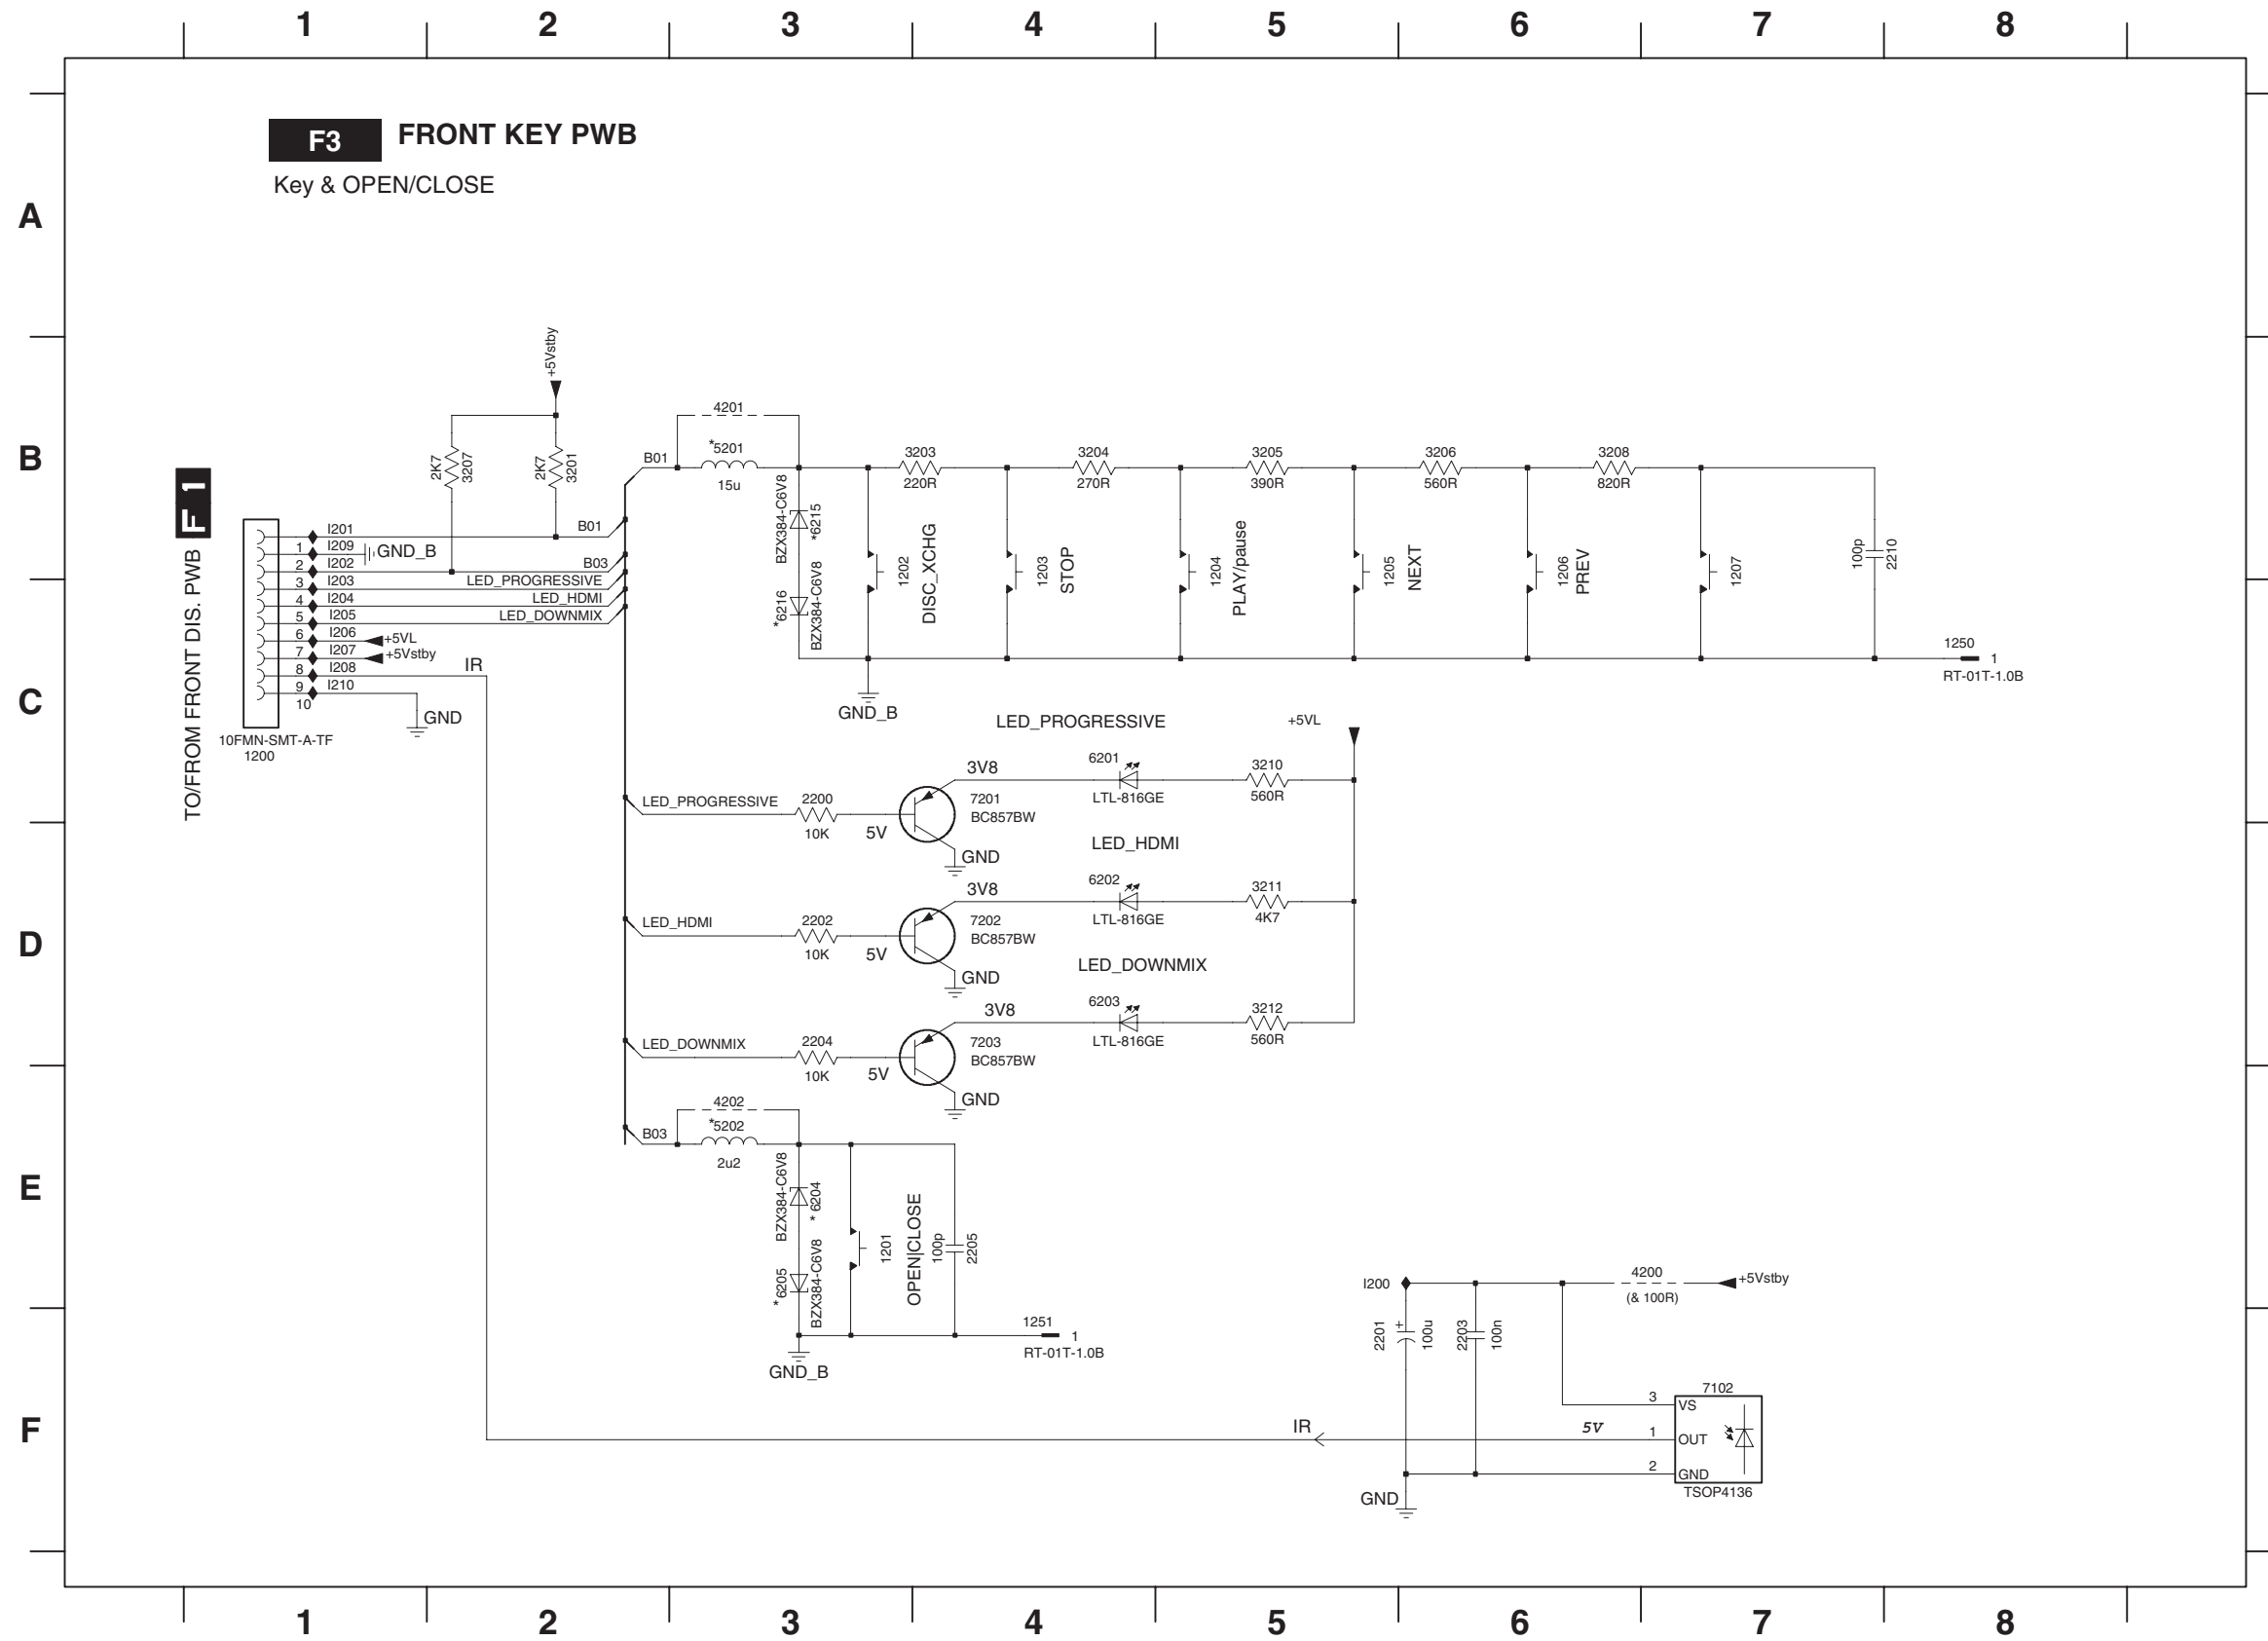 1 2 3 4 5 6 7 8
A
B
C
D
E
F
F3 FRONT KEY PWB
Key & OPEN/CLOSE
TO/FROM FRONT DIS. PWB F 1
+5Vstby
2K7
3207
2K7
3201
I201
1
I209
GND_B
2
I202
3
I203
4
I204
5
I205
6
I206
+5VL
7
I207
+5Vstby
8
I208
9
I210
10
GND
10FMN-SMT-A-TF
1200
B01
B03
LED_PROGRESSIVE
LED_HDMI
LED_DOWNMIX
IR
B01
4201
*5201
15u
BZX384-C6V8
*6215
*6216
BZX384-C6V8
GND_B
3203
220R
3204
270R
3205
390R
3206
560R
3208
820R
1202
DISC_XCHG
1203
STOP
1204
PLAY/pause
1205
NEXT
1206
PREV
1207
100p
2210
1250
1
RT-01T-1.0B
LED_PROGRESSIVE
+5VL
LED_PROGRESSIVE
2200
10K
5V
3V8
7201
BC857BW
GND
6201
LTL-816GE
3210
560R
LED_HDMI
LED_HDMI
2202
10K
5V
3V8
7202
BC857BW
GND
6202
LTL-816GE
3211
4K7
LED_DOWNMIX
LED_DOWNMIX
2204
10K
5V
3V8
7203
BC857BW
GND
6203
LTL-816GE
3212
560R
B03
4202
*5202
2u2
BZX384-C6V8
* 6204
* 6205
BZX384-C6V8
GND_B
1201
OPEN|CLOSE
100p
2205
1251
1
RT-01T-1.0B
I200
4200
(& 100R)
+5Vstby
2201
+
100u
2203
100n
7102
3
VS
IR
5V
1
OUT
2
GND
TSOP4136
GND
1 2 3 4 5 6 7 8